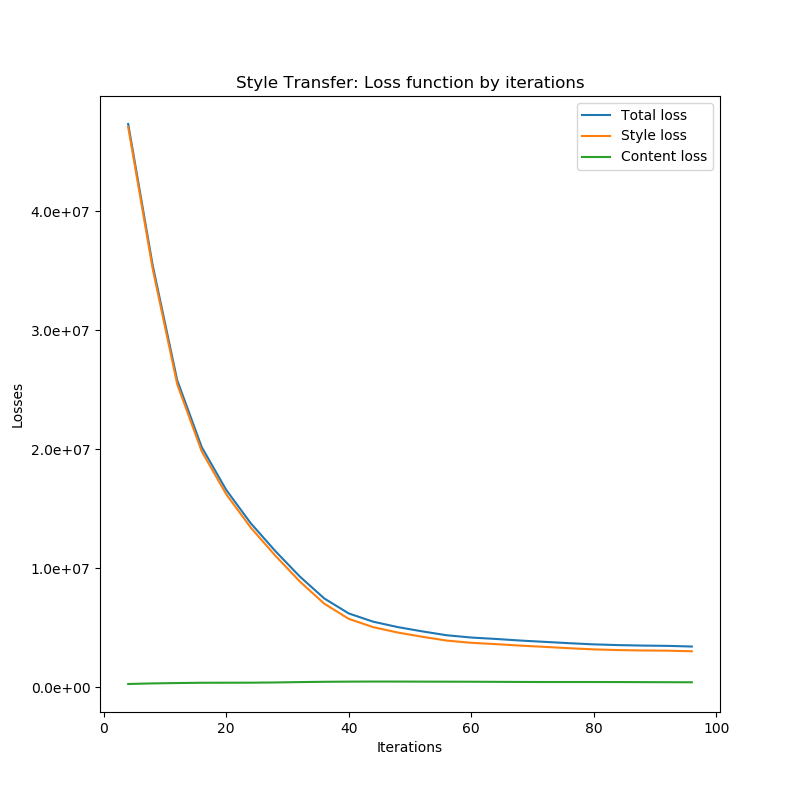 Style Transfer: Loss function by iterations
Total loss
Style loss
Content loss
4.0e+07
3.0e+07
2.0e+07
1.0e+07
0.0e+00
Losses
0 20 40 60 80 100
Iterations